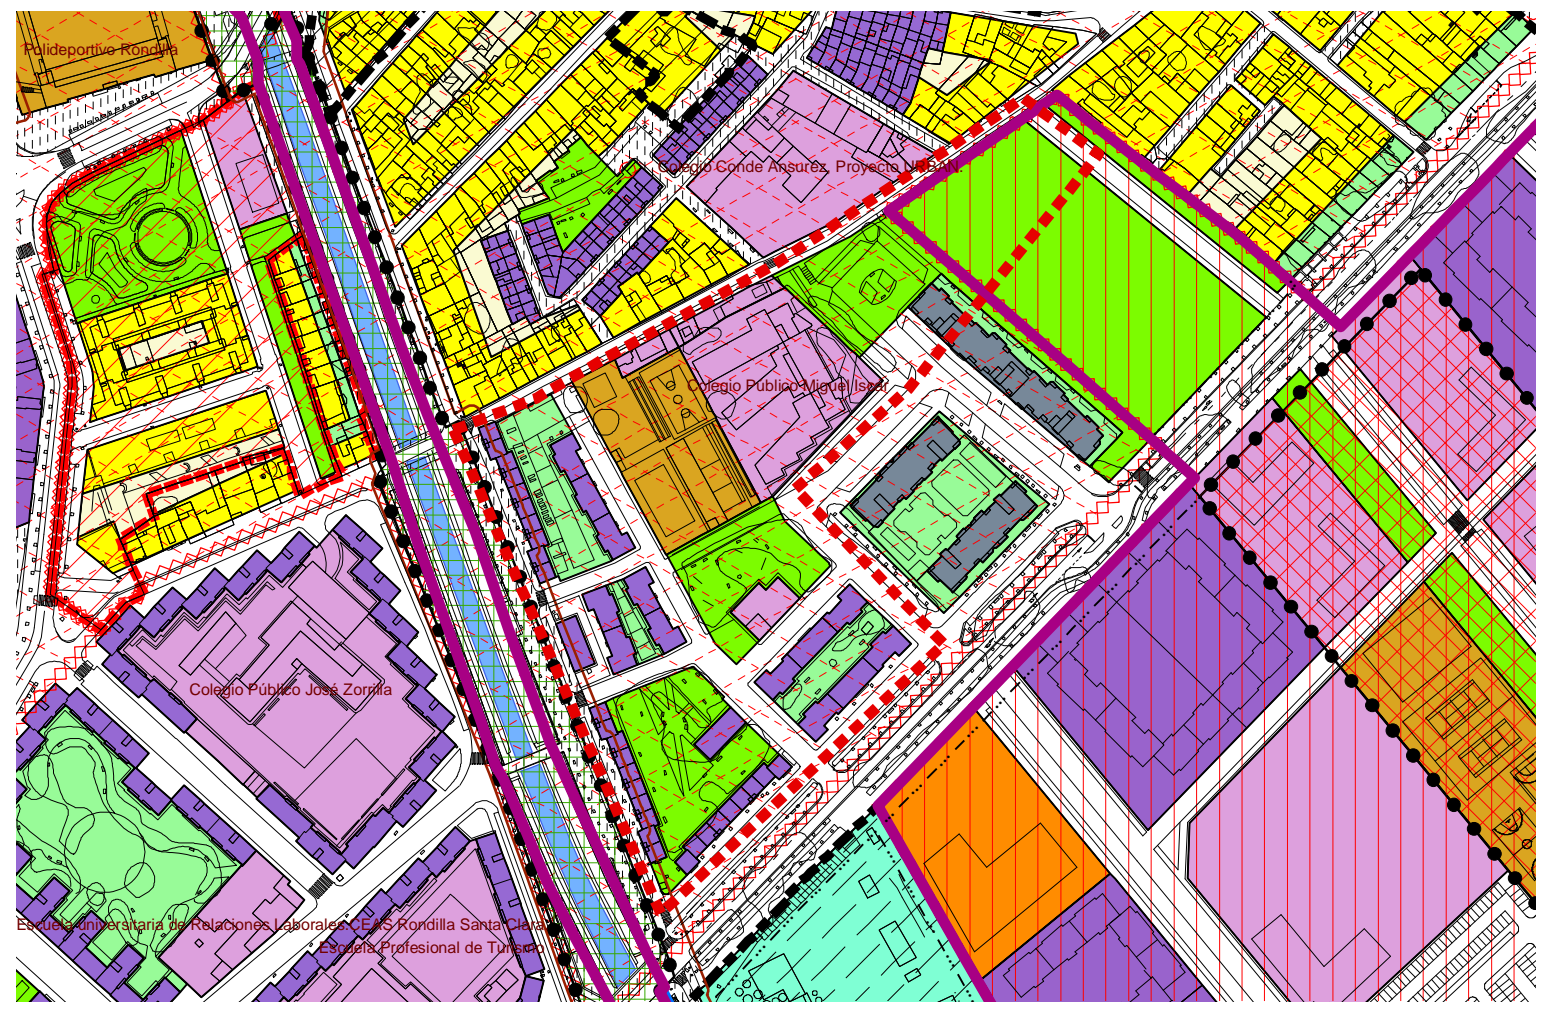 Polideportivo Rondilla
Colegio Conde Ansuréz. Proyecto URBAN.
Colegio Público Miguel Iscar
Colegio Público José Zorrilla
Escuela universitaria de Relaciones Laborales.CEAS Rondilla Santa Clara
Escuela Profesional de Turismo